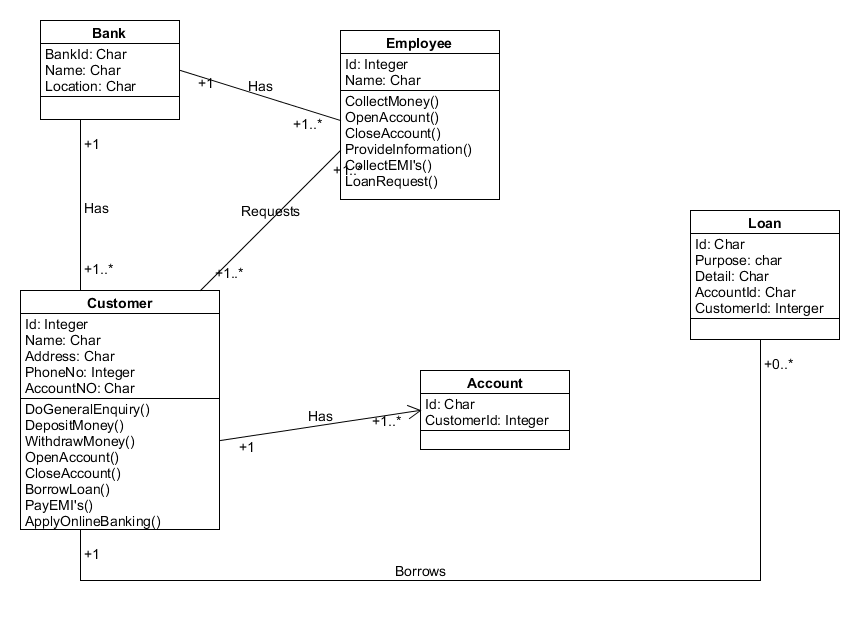 Bank
BankId: Char
Name: Char
Location: Char
Employee
Id: Integer
Name: Char
CollectMoney()
OpenAccount()
CloseAccount()
ProvideInformation()
CollectEMI's()
LoanRequest()
+1
Has
+1..*
+1
Has
+1..*
+1..*
Requests
+1..*
Loan
Id: Char
Purpose: char
Detail: Char
AccountId: Char
CustomerId: Interger
Customer
Id: Integer
Name: Char
Address: Char
PhoneNo: Integer
AccountNO: Char
DoGeneralEnquiry()
DepositMoney()
WithdrawMoney()
OpenAccount()
CloseAccount()
BorrowLoan()
PayEMI's()
ApplyOnlineBanking()
Account
Id: Char
CustomerId: Integer
Has
+1..*
+1
+0..*
+1
Borrows